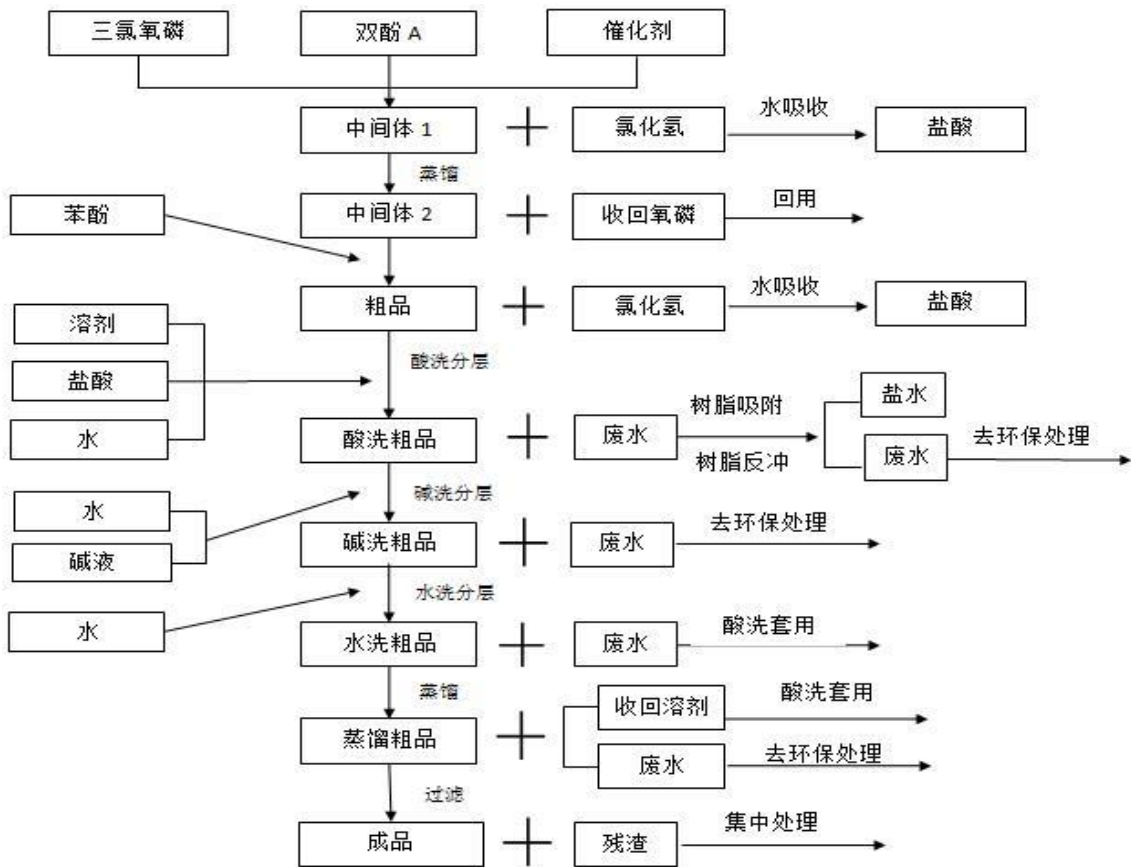 三氯氧磷
双酚 A
催化剂
中间体 1
氯化氢
水吸收
盐酸
蒸馏
苯酚
中间体 2
收回氧磷
回用
粗品
氯化氢
水吸收
盐酸
溶剂
盐酸
水
酸洗分层
酸洗粗品
废水
树脂吸附
树脂反冲
盐水
废水
去环保处理
水
碱液
碱洗分层
碱洗粗品
废水
去环保处理
水
水洗分层
水洗粗品
废水
酸洗套用
蒸馏
蒸馏粗品
收回溶剂
酸洗套用
废水
去环保处理
过滤
成品
残渣
集中处理